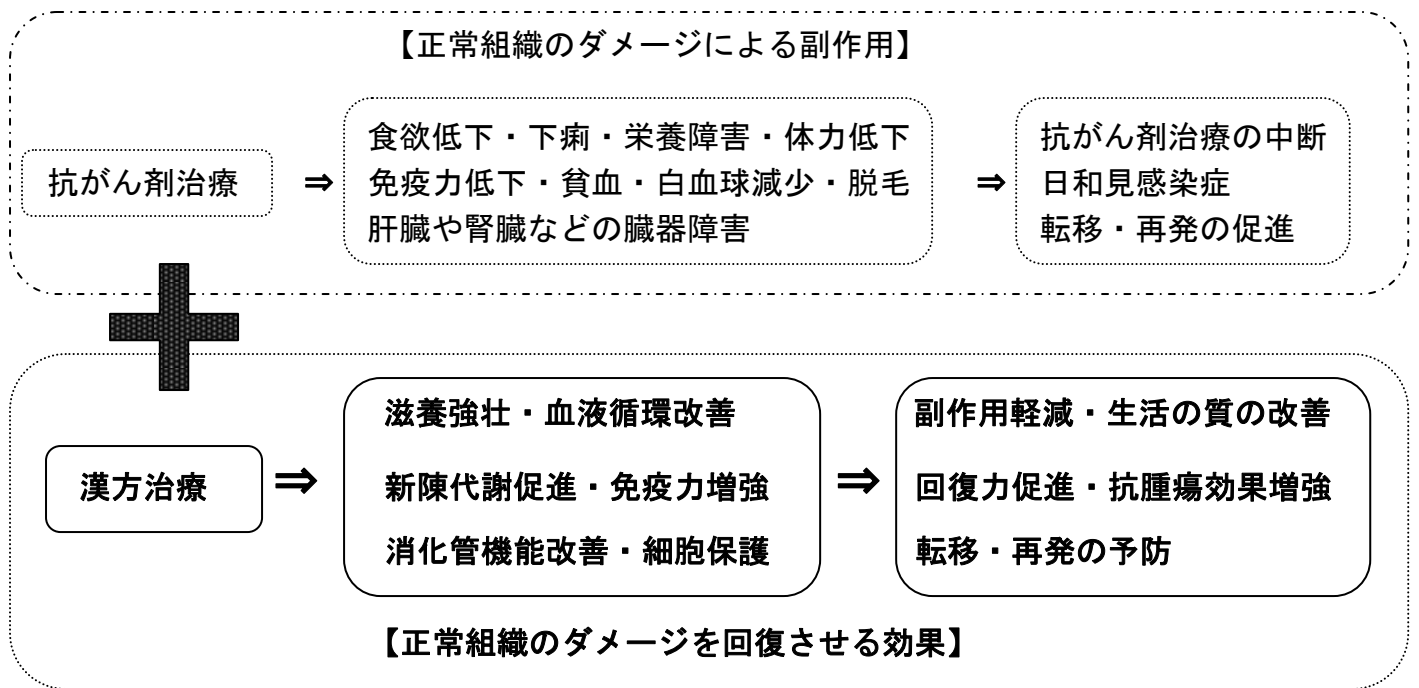 【正常組織のダメージによる副作用】
抗がん剤治療
⇒
食欲低下・下痢・栄養障害・体力低下
免疫力低下・貧血・白血球減少・脱毛
肝臓や腎臓などの臓器障害
⇒
抗がん剤治療の中断
日和見感染症
転移・再発の促進
漢方治療
⇒
滋養強壮・血液循環改善
新陳代謝促進・免疫力増強
消化管機能改善・細胞保護
⇒
副作用軽減・生活の質の改善
回復力促進・抗腫瘍効果増強
転移・再発の予防
【正常組織のダメージを回復させる効果】